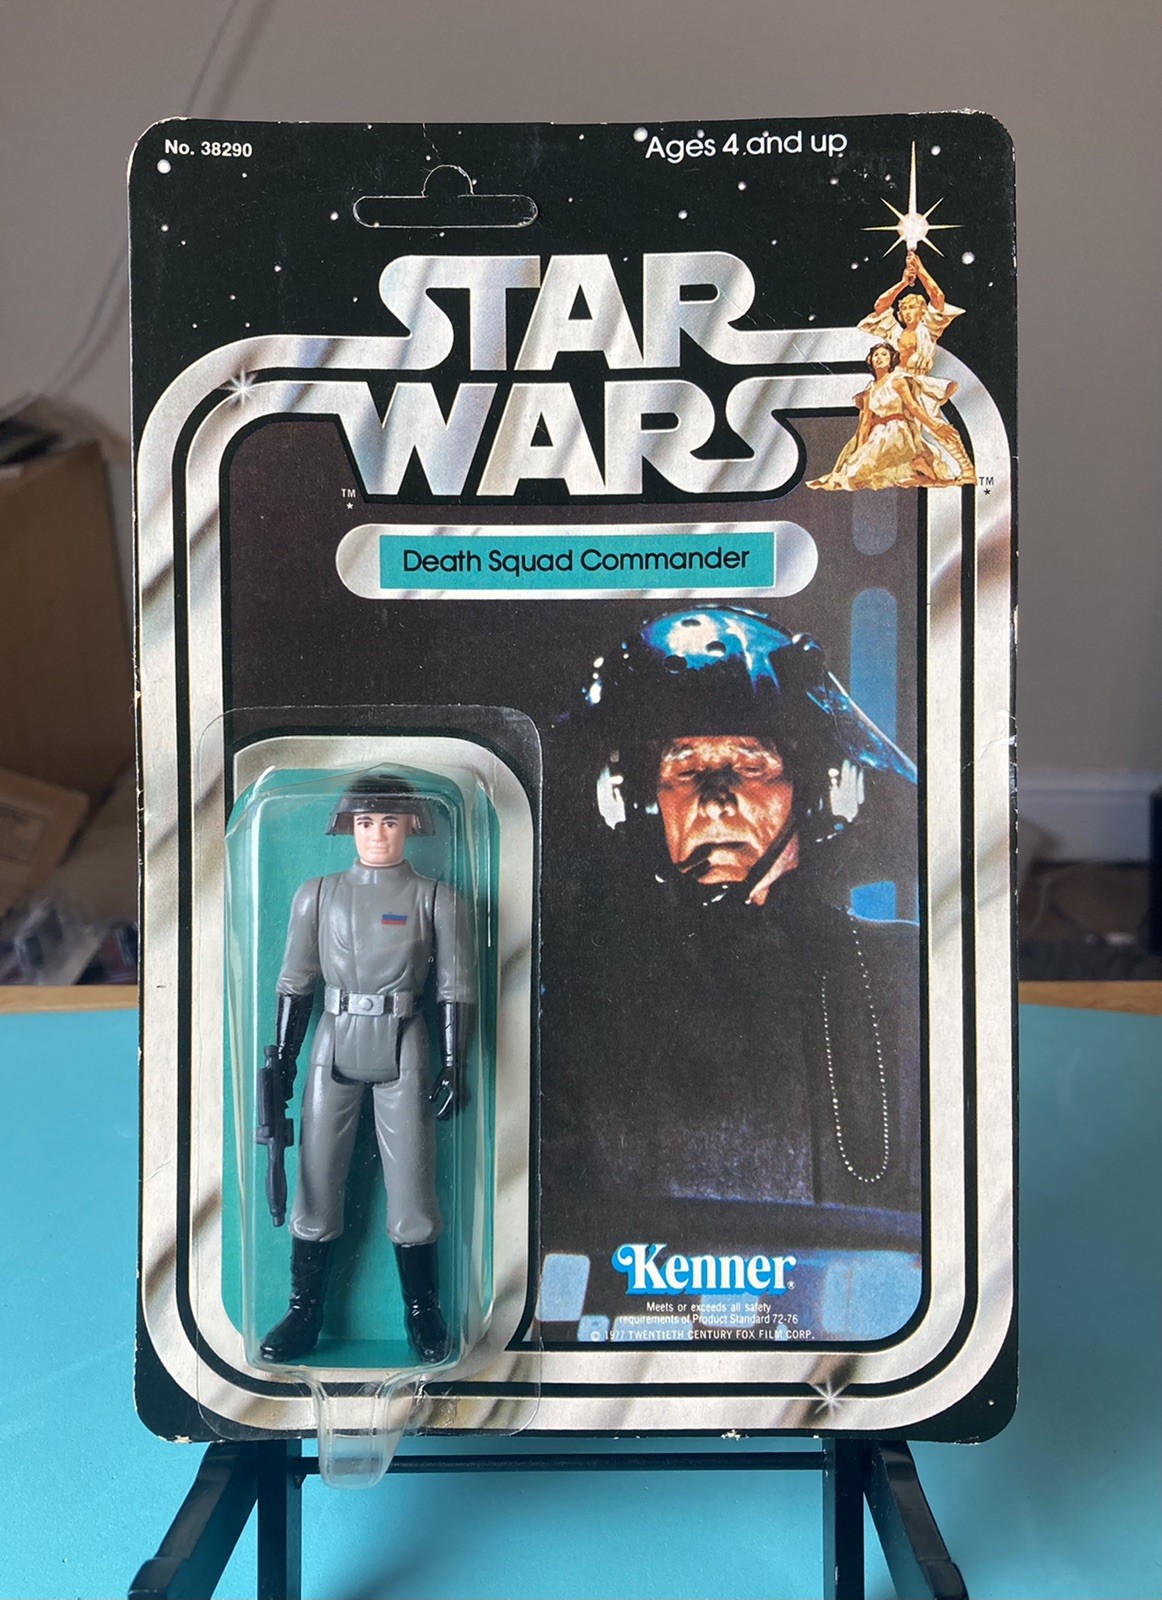 No. 38290
Ages 4 and up
STAR
WARS
TM
*
TM
*
Death Squad Commander
Kenner®
Meets or exceeds all safety
requirements of Product Standard 72-76
© 1977 TWENTIETH CENTURY FOX FILM CORP.